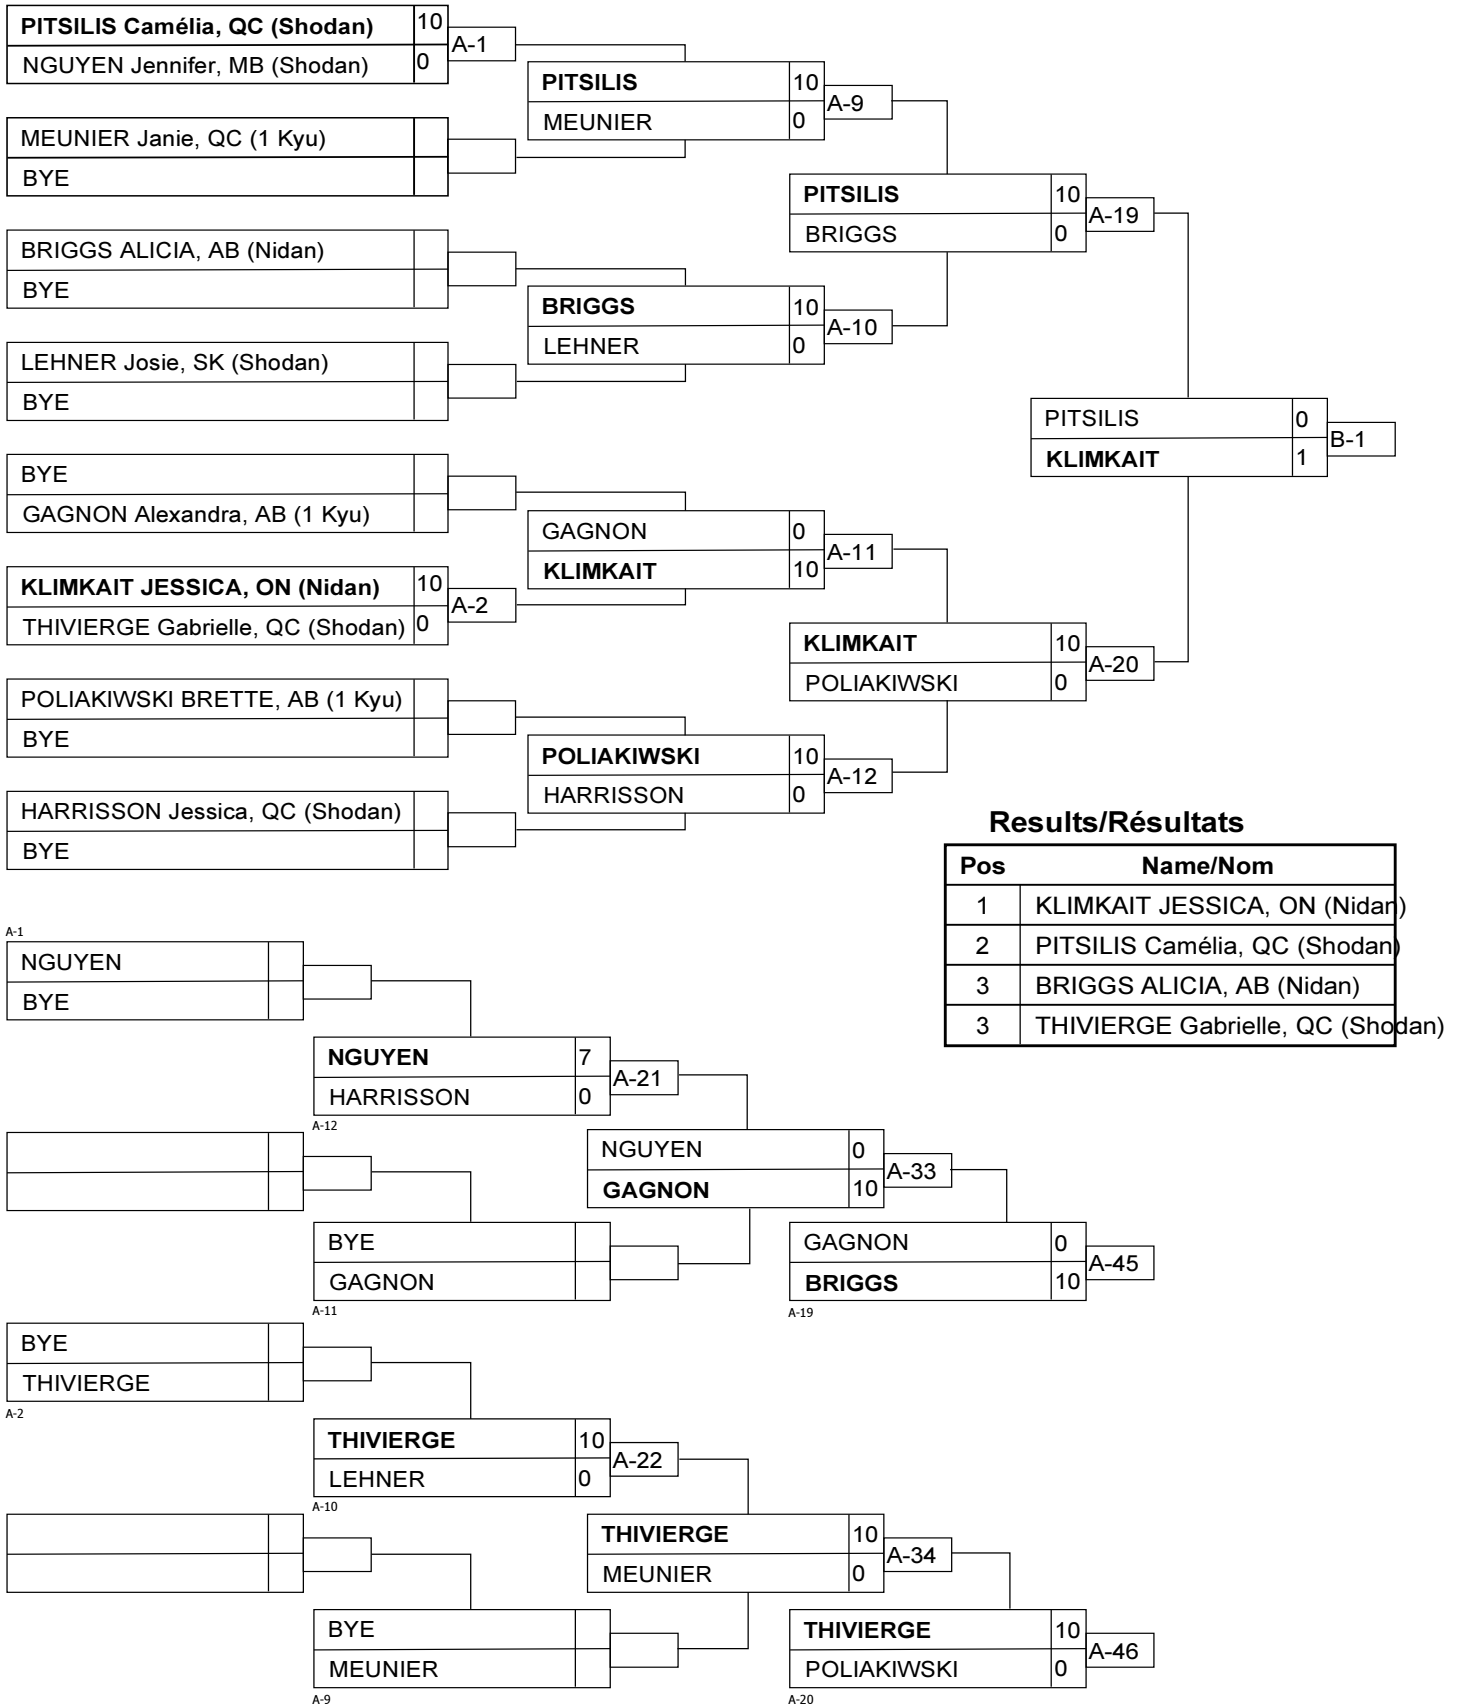 PITSILIS Camélia, QC (Shodan) 10
NGUYEN Jennifer, MB (Shodan) 0
A-1
MEUNIER Janie, QC (1 Kyu)
BYE
BRIGGS ALICIA, AB (Nidan)
BYE
LEHNER Josie, SK (Shodan)
BYE
BYE
GAGNON Alexandra, AB (1 Kyu)
KLIMKAIT JESSICA, ON (Nidan) 10
THIVIERGE Gabrielle, QC (Shodan) 0
A-2
POLIAKIWSKI BRETTE, AB (1 Kyu)
BYE
HARRISSON Jessica, QC (Shodan)
BYE
PITSILIS 10
MEUNIER 0
A-9
BRIGGS 10
LEHNER 0
A-10
GAGNON 0
KLIMKAIT 10
A-11
POLIAKIWSKI 10
HARRISSON 0
A-12
PITSILIS 10
BRIGGS 0
A-19
KLIMKAIT 10
POLIAKIWSKI 0
A-20
PITSILIS 0
KLIMKAIT 1
B-1
Results/Résultats
Pos Name/Nom
1 KLIMKAIT JESSICA, ON (Nidan)
2 PITSILIS Camélia, QC (Shodan)
3 BRIGGS ALICIA, AB (Nidan)
3 THIVIERGE Gabrielle, QC (Shodan)
A-1
NGUYEN
BYE
NGUYEN 7
HARRISSON 0
A-21
A-12
NGUYEN 0
GAGNON 10
A-33
BYE
GAGNON
A-11
GAGNON 0
BRIGGS 10
A-45
A-19
BYE
THIVIERGE
A-2
THIVIERGE 10
LEHNER 0
A-22
A-10
THIVIERGE 10
MEUNIER 0
A-34
BYE
MEUNIER
A-9
THIVIERGE 10
POLIAKIWSKI 0
A-46
A-20